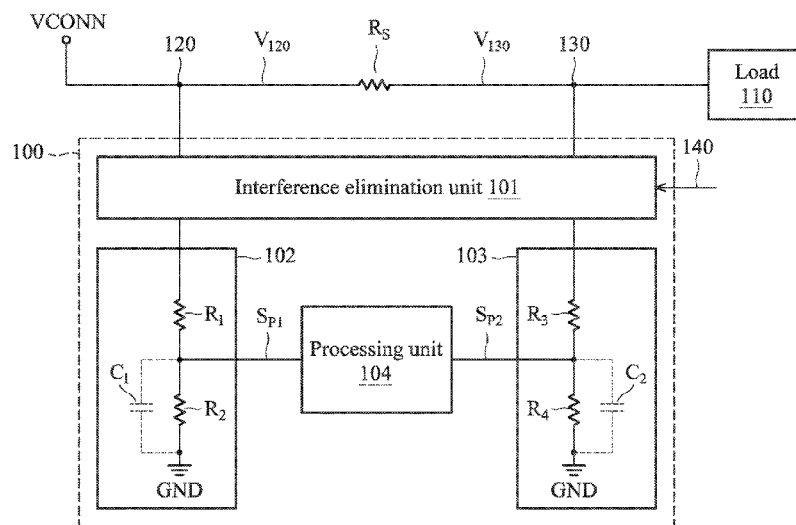 VCONN
120
V120
RS
V130
130
Load
110
100
140
Interference elimination unit 101
102
103
R1
SP1
Processing unit
104
SP2
R3
C1
R2
R4
C2
GND
GND